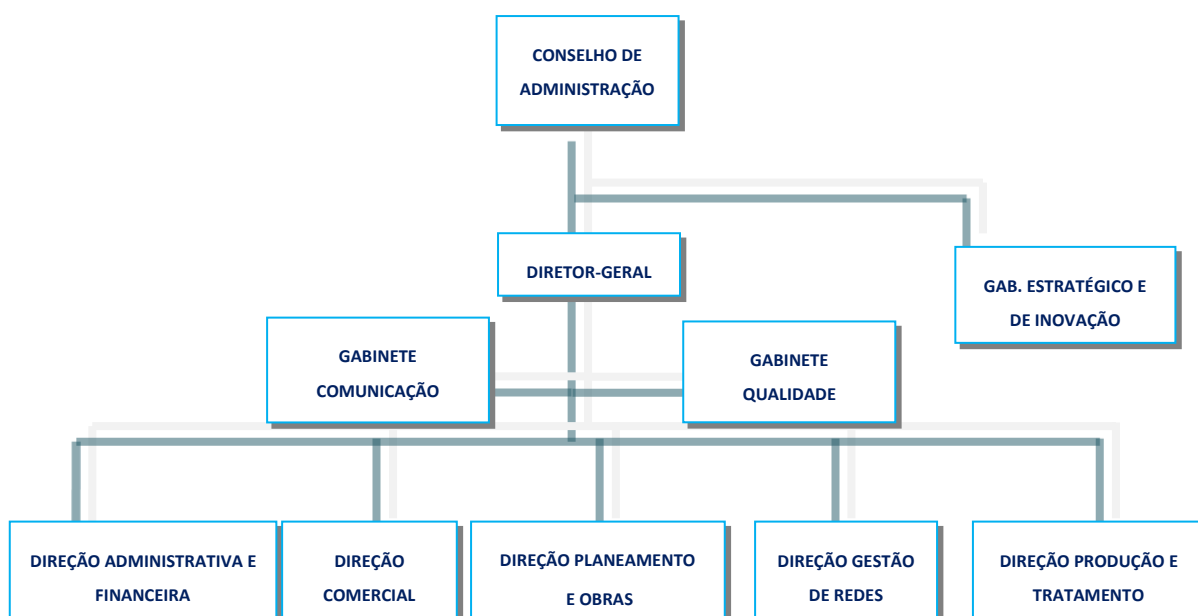 CONSELHO DE
ADMINISTRAÇÃO
DIRETOR-GERAL
GAB. ESTRATÉGICO E
DE INOVAÇÃO
GABINETE
COMUNICAÇÃO
GABINETE
QUALIDADE
DIREÇÃO ADMINISTRATIVA E
FINANCEIRA
DIREÇÃO
COMERCIAL
DIREÇÃO PLANEAMENTO
E OBRAS
DIREÇÃO GESTÃO
DE REDES
DIREÇÃO PRODUÇÃO E
TRATAMENTO